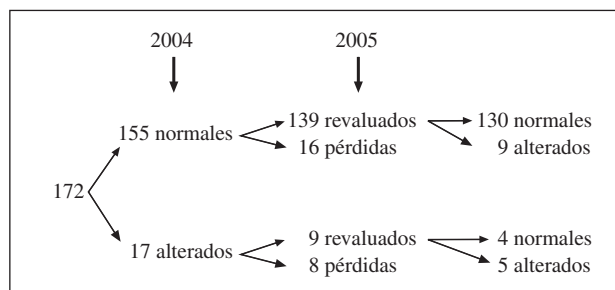 2004 2005
155 normales 139 revaluados 130 normales
16 pérdidas 9 alterados
172
17 alterados 9 revaluados 4 normales
8 pérdidas 5 alterados